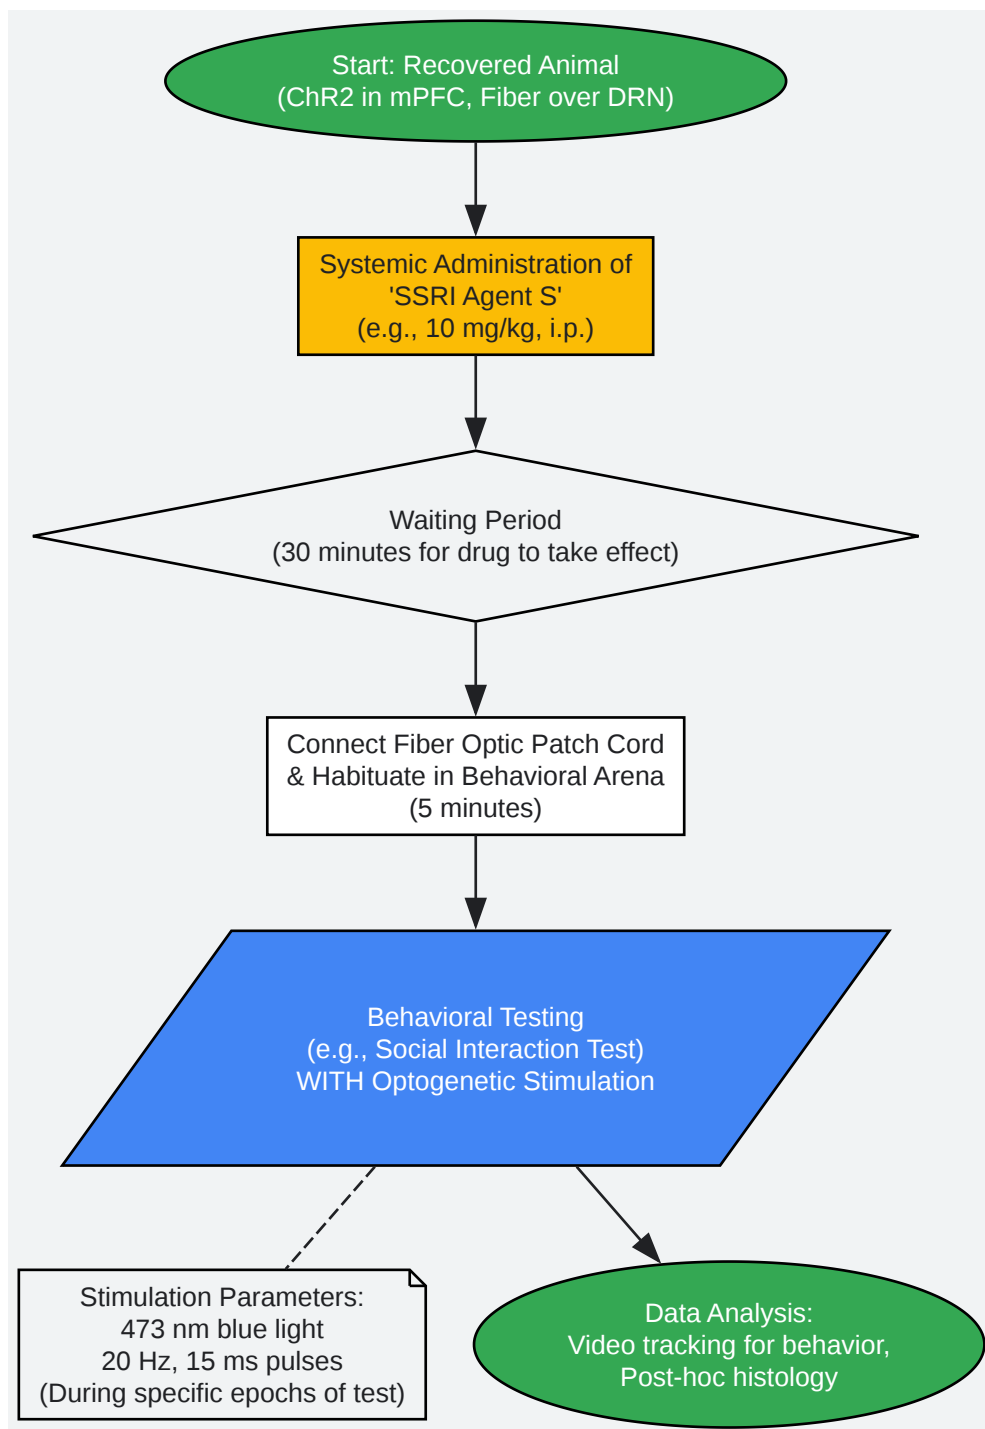 Start: Recovered Animal
(ChR2 in mPFC, Fiber over DRN)
Systemic Administration of
'SSRI Agent S'
(e.g., 10 mg/kg, i.p.)
Waiting Period
(30 minutes for drug to take effect)
Connect Fiber Optic Patch Cord
& Habituate in Behavioral Arena
(5 minutes)
Behavioral Testing
(e.g., Social Interaction Test)
WITH Optogenetic Stimulation
Stimulation Parameters:
473 nm blue light
20 Hz, 15 ms pulses
(During specific epochs of test)
Data Analysis:
Video tracking for behavior,
Post-hoc histology